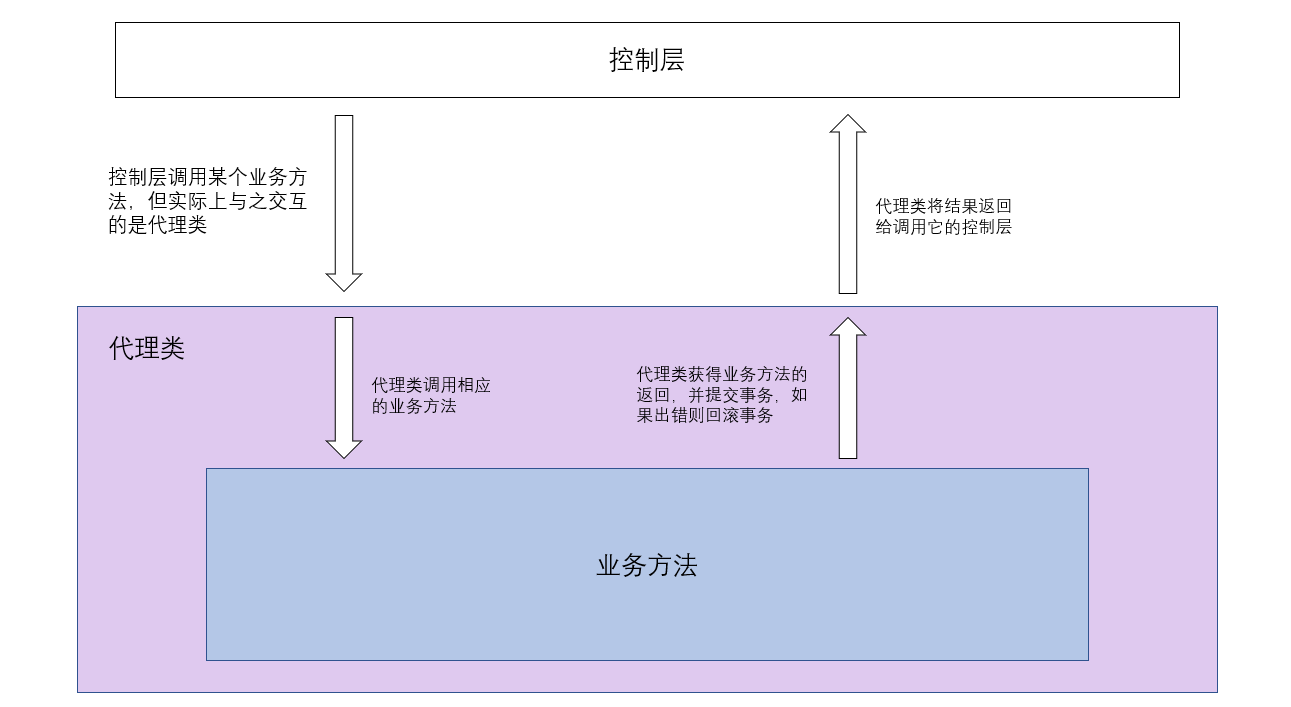 控制层
控制层调用某个业务方
法，但实际上与之交互
的是代理类
代理类将结果返回
给调用它的控制层
代理类
代理类调用相应
的业务方法
代理类获得业务方法的
返回，并提交事务，如
果出错则回滚事务
业务方法